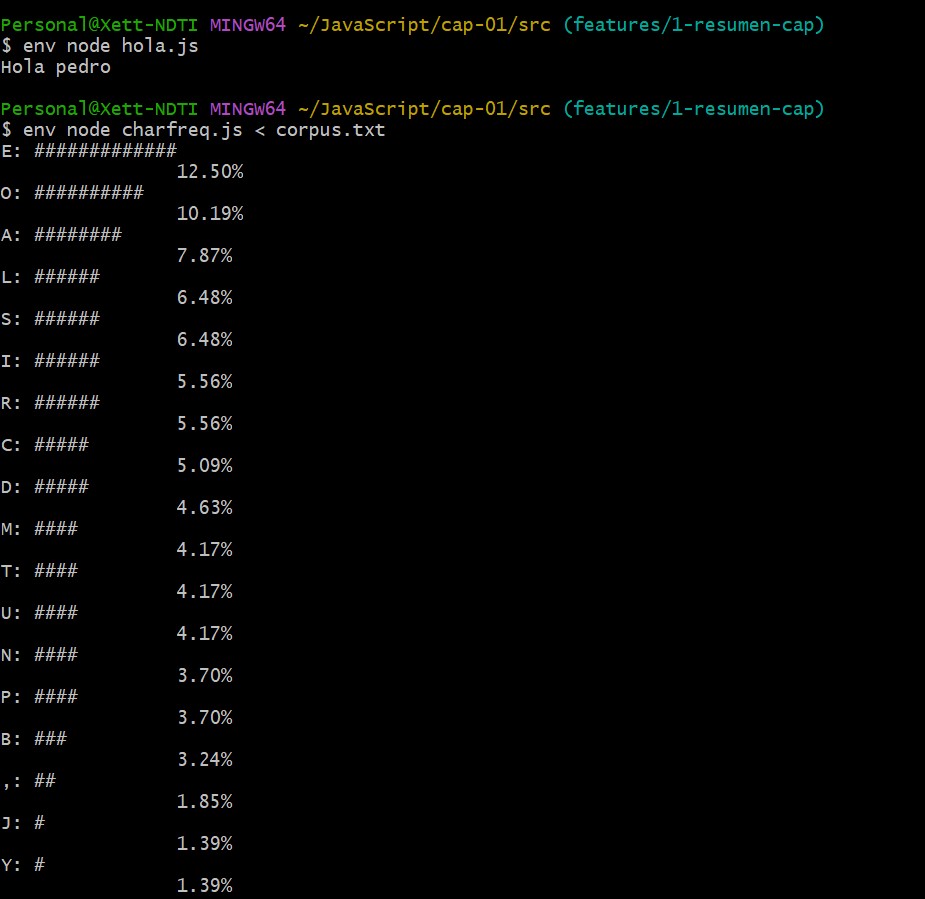 Personal@Xett-NDTI MINGW64 ~/JavaScript/cap-01/src (features/1-resumen-cap)
$ env node hola.js
Hola pedro
Personal@Xett-NDTI MINGW64 ~/JavaScript/cap-01/src (features/1-resumen-cap)
$ env node charfreq.js < corpus.txt
E: #############
12.50%
O: ##########
10.19%
A: ########
7.87%
L: ######
6.48%
S: ######
6.48%
I: ######
5.56%
R: ######
5.56%
C: #####
5.09%
D: #####
4.63%
M: ####
4.17%
T: ####
4.17%
U: ####
4.17%
N: ####
3.70%
P: ####
3.70%
B: ###
3.24%
,: ##
1.85%
J: #
1.39%
Y: #
1.39%